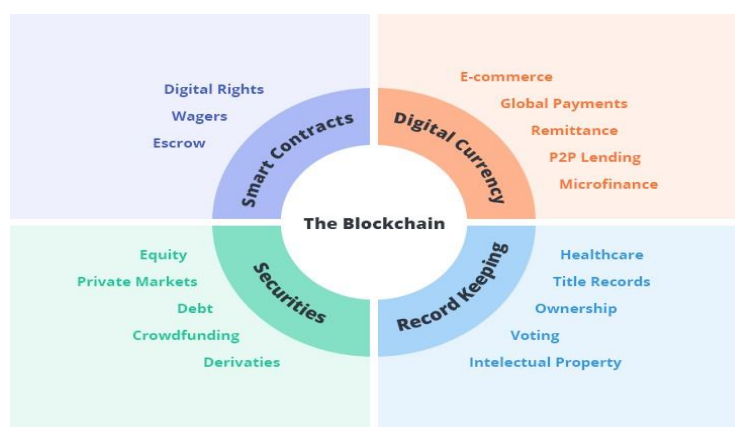 Digital Rights
Wagers
Escrow
Smart Contracts
E-commerce
Global Payments
Remittance
P2P Lending
Microfinance
Digital Currency
The Blockchain
Equity
Private Markets
Debt
Crowdfunding
Derivaties
Securities
Healthcare
Title Records
Ownership
Voting
Intelectual Property
Record Keeping